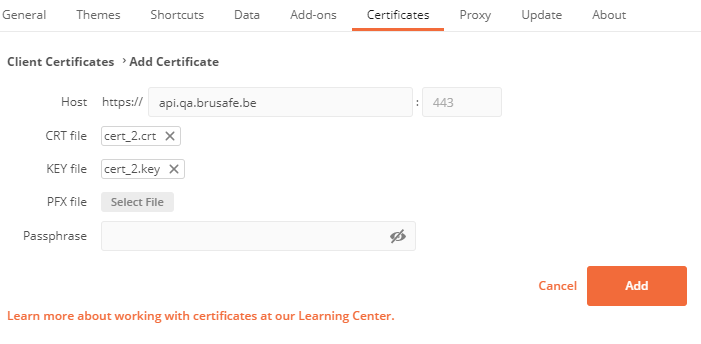 General Themes Shortcuts Data Add-ons Certificates Proxy Update About
Client Certificates › Add Certificate
Host https:// api.qa.brusafe.be : 443
CRT file cert_2.crt
KEY file cert_2.key
PFX file Select File
Passphrase
Cancel Add
Learn more about working with certificates at our Learning Center.